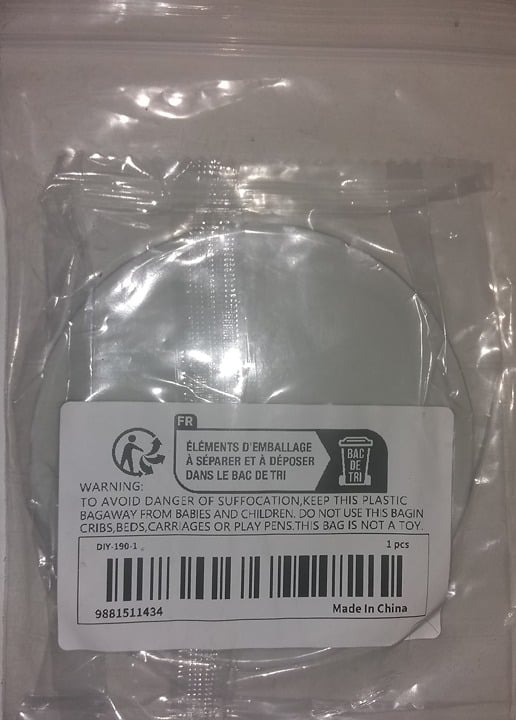 FR
ÉLÉMENTS D'EMBALLAGE
À SÉPARER ET À DÉPOSER
DANS LE BAC DE TRI
BAC
DE
TRI
WARNING:
TO AVOID DANGER OF SUFFOCATION,KEEP THIS PLASTIC
BAGAWAY FROM BABIES AND CHILDREN. DO NOT USE THIS BAGIN
CRIBS,BEDS,CARRIAGES OR PLAY PENS.THIS BAG IS NOT A TOY.
DIY-190-1
1 pcs
9881511434
Made In China